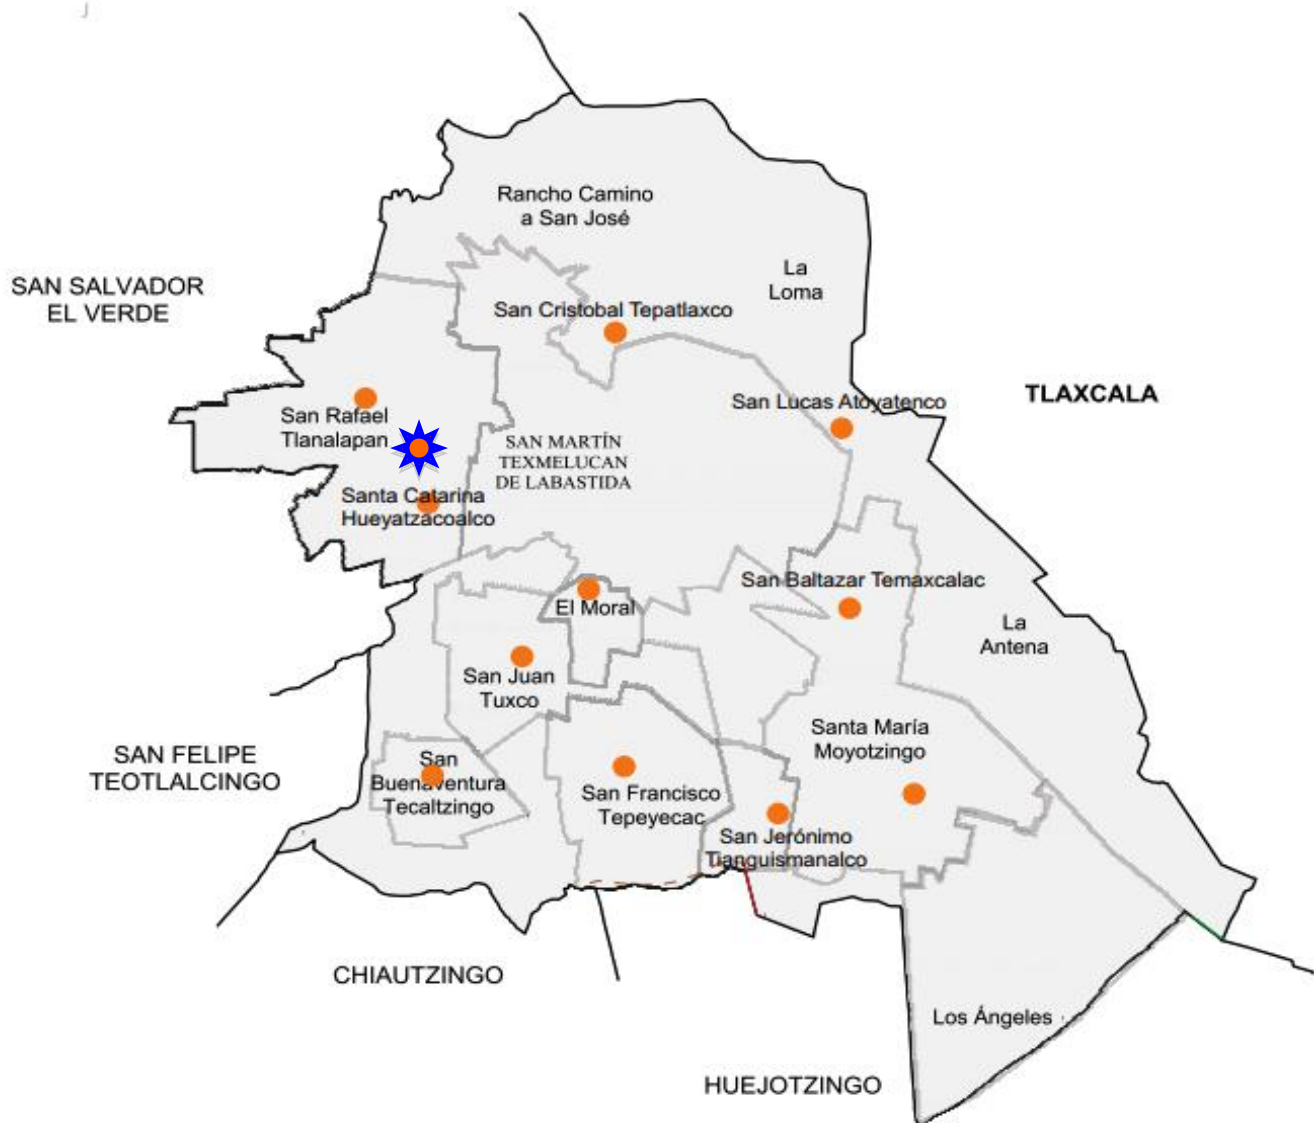 Rancho Camino
a San José
La
Loma
SAN SALVADOR
EL VERDE
San Cristobal Tepatlaxco
TLAXCALA
San Lucas Atoyatenco
San Rafael
Tlanalapan
SAN MARTÍN
TEXMELUCAN
DE LABASTIDA
Santa Catarina
Hueyatzacoalco
San Baltazar Temaxcalac
El Moral
La
Antena
San Juan
Tuxco
Santa María
Moyotzingo
SAN FELIPE
TEOTLALCINGO
San
Buenaventura
Tecaltzingo
San Francisco
Tepeyecac
San Jerónimo
Tianguismanalco
CHIAUTZINGO
Los Ángeles
HUEJOTZINGO